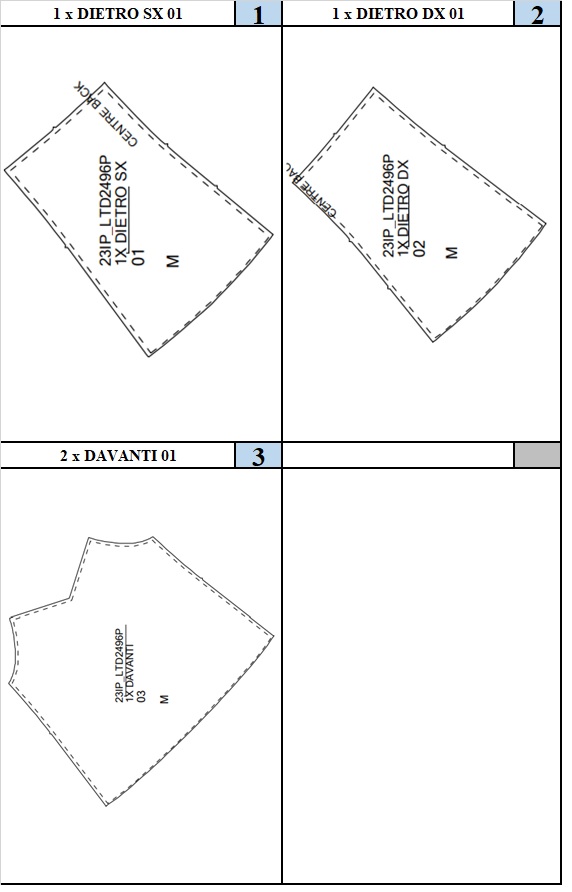 1 x DIETRO SX 01
1
1 x DIETRO DX 01
2
CENTRE BACK
23IP_LTD2496P
1X DIETRO SX
01
M
CENTRE BAC
23IP_LTD2496P
1X DIETRO DX
02
M
2 x DAVANTI 01
3
23IP_LTD2496P
1X DAVANTI
03
M